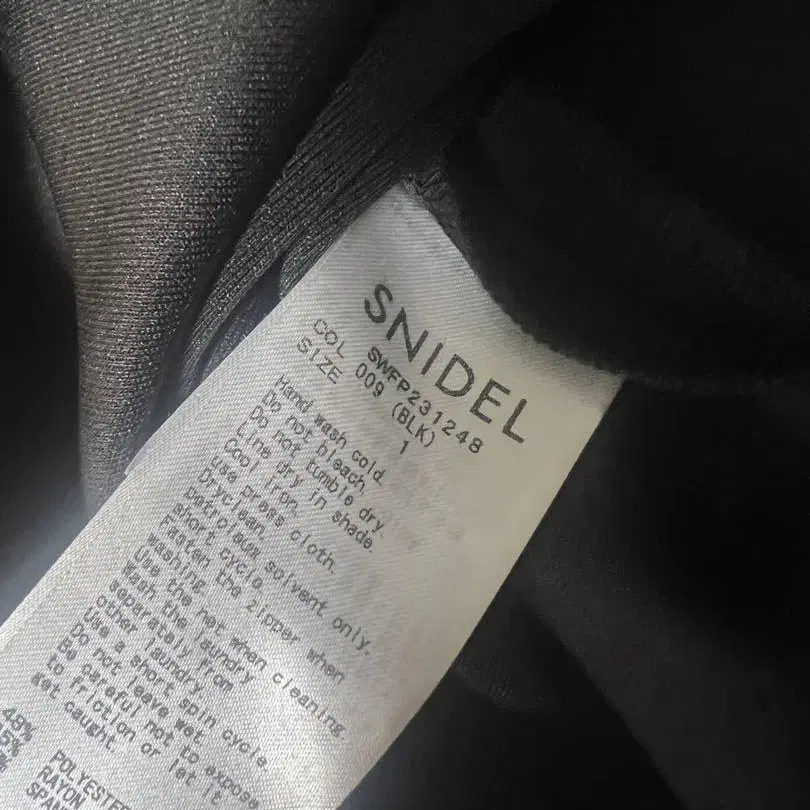 SNIDEL
SWFP231248
COL 009 (BLK)
SIZE 1
Hand wash cold.
Do not bleach.
Do not tumble dry.
Line dry in shade.
Cool iron.
use press cloth.
Dryclean.
petroleum solvent only.
short cycle.
Fasten the zipper when
washing.
Use the net when cleaning.
Wash the laundry
separately from
other laundry.
Use a short spin cycle.
Do not leave wet.
Be careful not to expose
to friction or let it
get caught.
POLYESTER
RAYON
SPAN